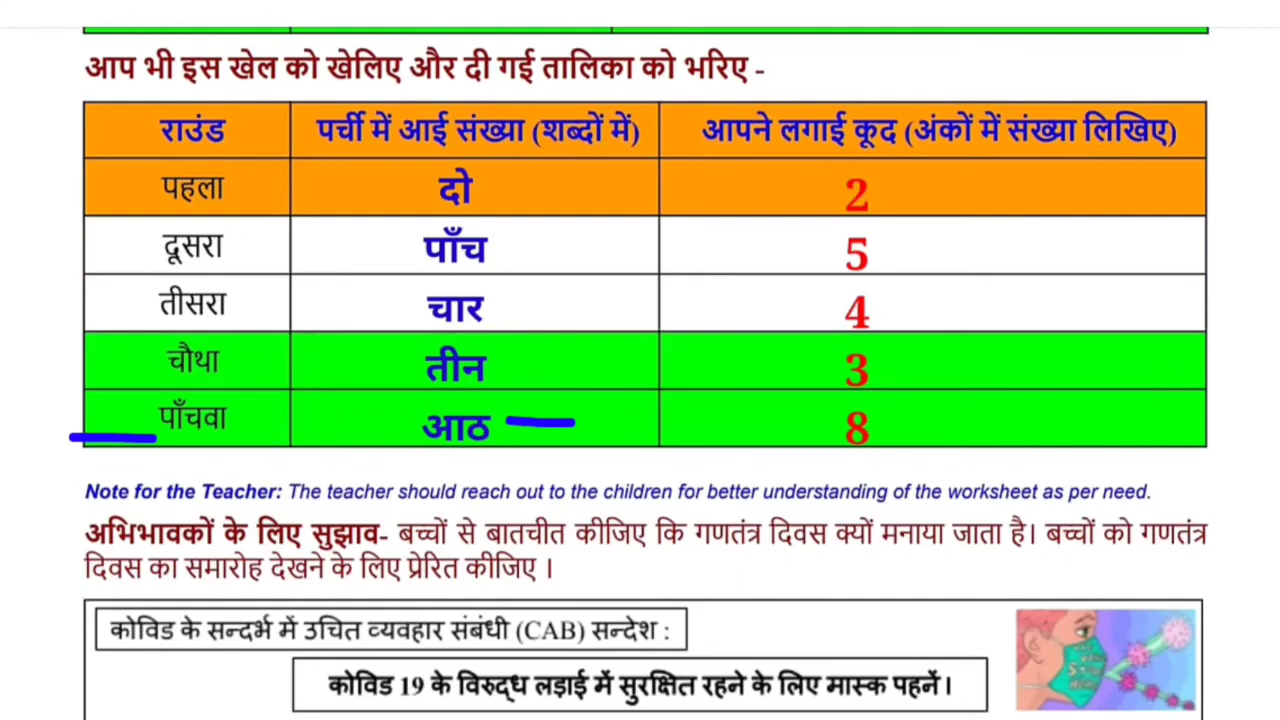 आप भी इस खेल को खेलिए और दी गई तालिका को भरिए -
राउंड पर्ची में आई संख्या (शब्दों में) आपने लगाई कूद (अंकों में संख्या लिखिए)
पहला दो 2
दूसरा पाँच 5
तीसरा चार 4
चौथा तीन 3
पाँचवा आठ 8
Note for the Teacher: The teacher should reach out to the children for better understanding of the worksheet as per need.
अभिभावकों के लिए सुझाव- बच्चों से बातचीत कीजिए कि गणतंत्र दिवस क्यों मनाया जाता है। बच्चों को गणतंत्र
दिवस का समारोह देखने के लिए प्रेरित कीजिए ।
कोविड के सन्दर्भ में उचित व्यवहार संबंधी (CAB) सन्देश :
कोविड 19 के विरुद्ध लड़ाई में सुरक्षित रहने के लिए मास्क पहनें ।